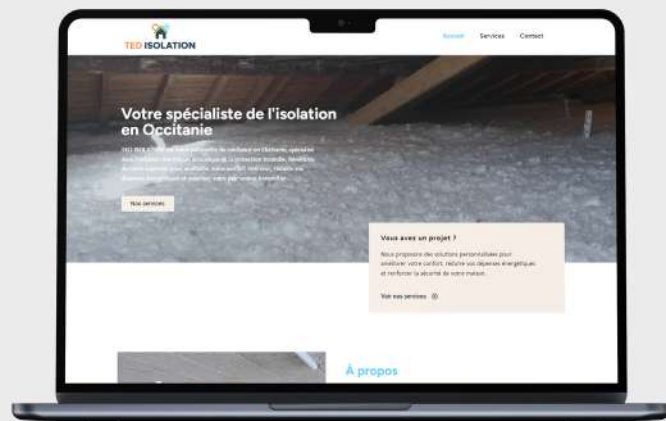 TED ISOLATION
Accueil Services Contact
Votre spécialiste de l'isolation
en Occitanie
Nos services
Vous avez un projet ?
Nous proposons des solutions personnalisées pour
améliorer votre confort, réduire vos dépenses énergétiques
et renforcer la sécurité de votre maison.
Voir nos services
À propos